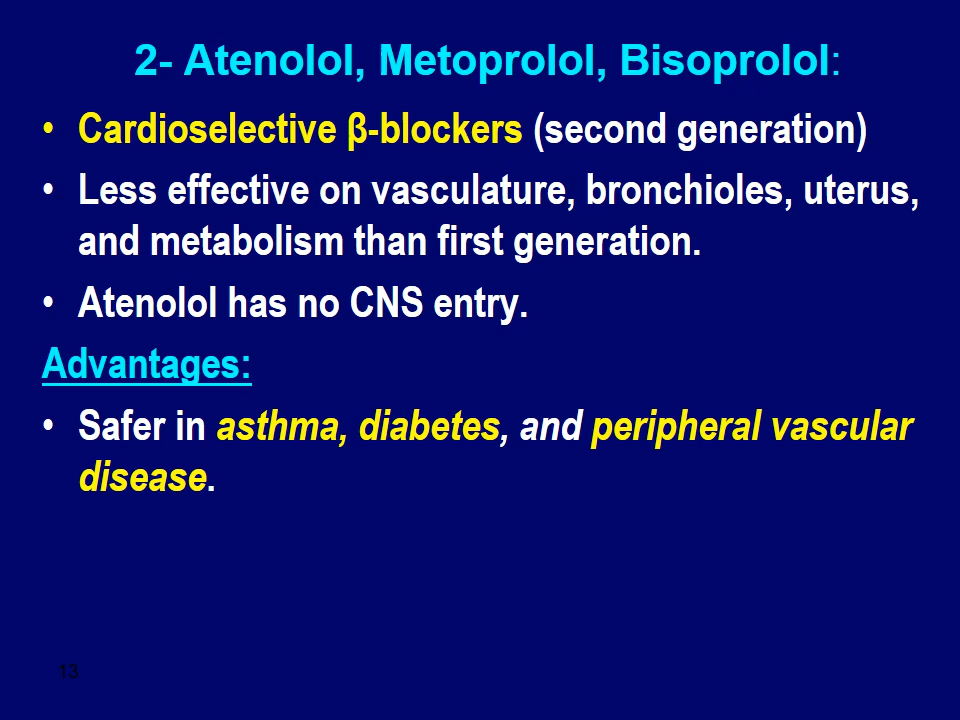 2- Atenolol, Metoprolol, Bisoprolol:
• Cardioselective β-blockers (second generation)
• Less effective on vasculature, bronchioles, uterus,
and metabolism than first generation.
• Atenolol has no CNS entry.
Advantages:
• Safer in asthma, diabetes, and peripheral vascular
disease.
13